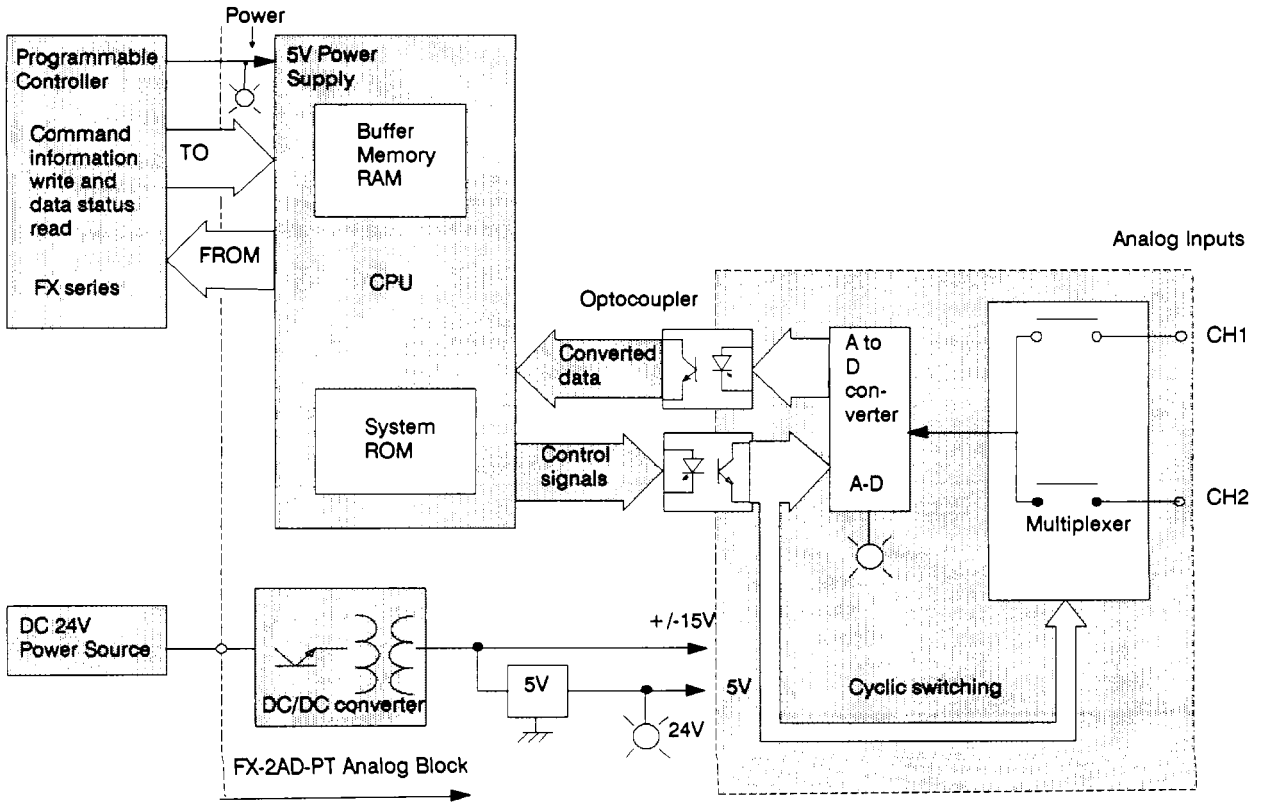 Power
Programmable
Controller
Command
information
write and
data status
read
FX series
TO
FROM
5V Power
Supply
Buffer
Memory
RAM
CPU
System
ROM
Analog Inputs
Optocoupler
Converted
data
Control
signals
A to
D
con-
verter
A-D
CH1
CH2
Multiplexer
DC 24V
Power Source
DC/DC converter
+/-15V
5V
5V
24V
Cyclic switching
FX-2AD-PT Analog Block